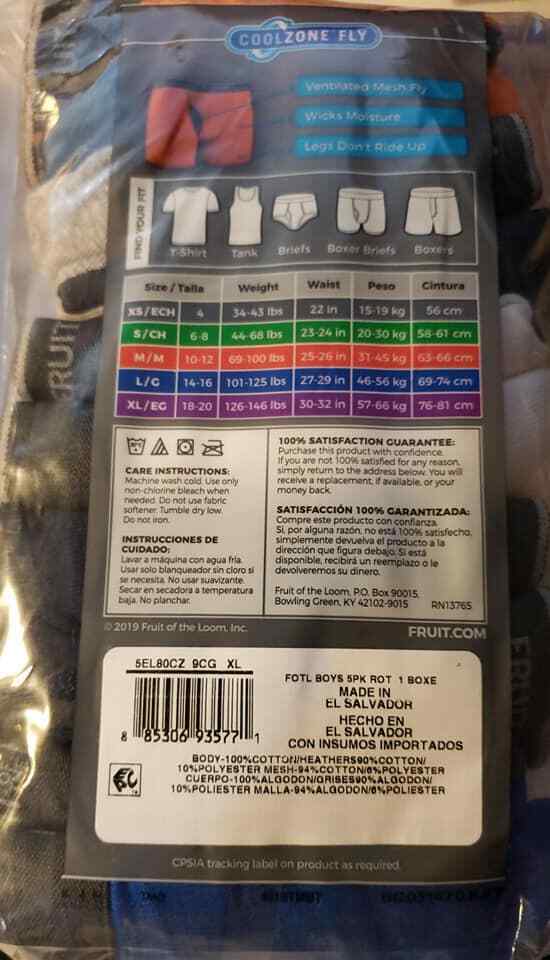 COOLZONE FLY
Ventilated Mesh Fly
Wicks Moisture
Legs Don't Ride Up
FIND YOUR FIT
T-Shirt Tank Briefs Boxer Briefs Boxers
Size / Talla Weight Waist Peso Cintura
XS/ECH 4 34-43 lbs 22 in 15-19 kg 56 cm
S/CH 6-8 44-68 lbs 23-24 in 20-30 kg 58-61 cm
M/M 10-12 69-100 lbs 25-26 in 31-45 kg 63-66 cm
L/G 14-16 101-125 lbs 27-29 in 46-56 kg 69-74 cm
XL/EG 18-20 126-146 lbs 30-32 in 57-66 kg 76-81 cm
CARE INSTRUCTIONS:
Machine wash cold. Use only
non-chlorine bleach when
needed. Do not use fabric
softener. Tumble dry low.
Do not iron.
INSTRUCCIONES DE
CUIDADO:
Lavar a máquina con agua fría.
Usar solo blanqueador sin cloro si
se necesita. No usar suavizante.
Secar en secadora a temperatura
baja. No planchar.
100% SATISFACTION GUARANTEE:
Purchase this product with confidence.
If you are not 100% satisfied for any reason,
simply return to the address below. You will
receive a replacement, if available, or your
money back.
SATISFACCIÓN 100% GARANTIZADA:
Compre este producto con confianza.
Si, por alguna razón, no está 100% satisfecho,
simplemente devuelva el producto a la
dirección que figura debajo. Si está
disponible, recibirá un reemplazo o le
devolveremos su dinero.
Fruit of the Loom, P.O. Box 90015,
Bowling Green, KY 42102-9015 RN13765
© 2019 Fruit of the Loom, Inc.
FRUIT.COM
5EL80CZ 9CG XL
8 85306 93577 1
FOTL BOYS 5PK ROT 1 BOXE
MADE IN
EL SALVADOR
HECHO EN
EL SALVADOR
CON INSUMOS IMPORTADOS
BODY-100%COTTON/HEATHERS90%COTTON/
10%POLYESTER MESH-94%COTTON/6%POLYESTER
CUERPO-100%ALGODON/GRISES90%ALGODON/
10%POLIESTER MALLA-94%ALGODON/6%POLYESTER
CPSIA tracking label on product as required.
FRUIT